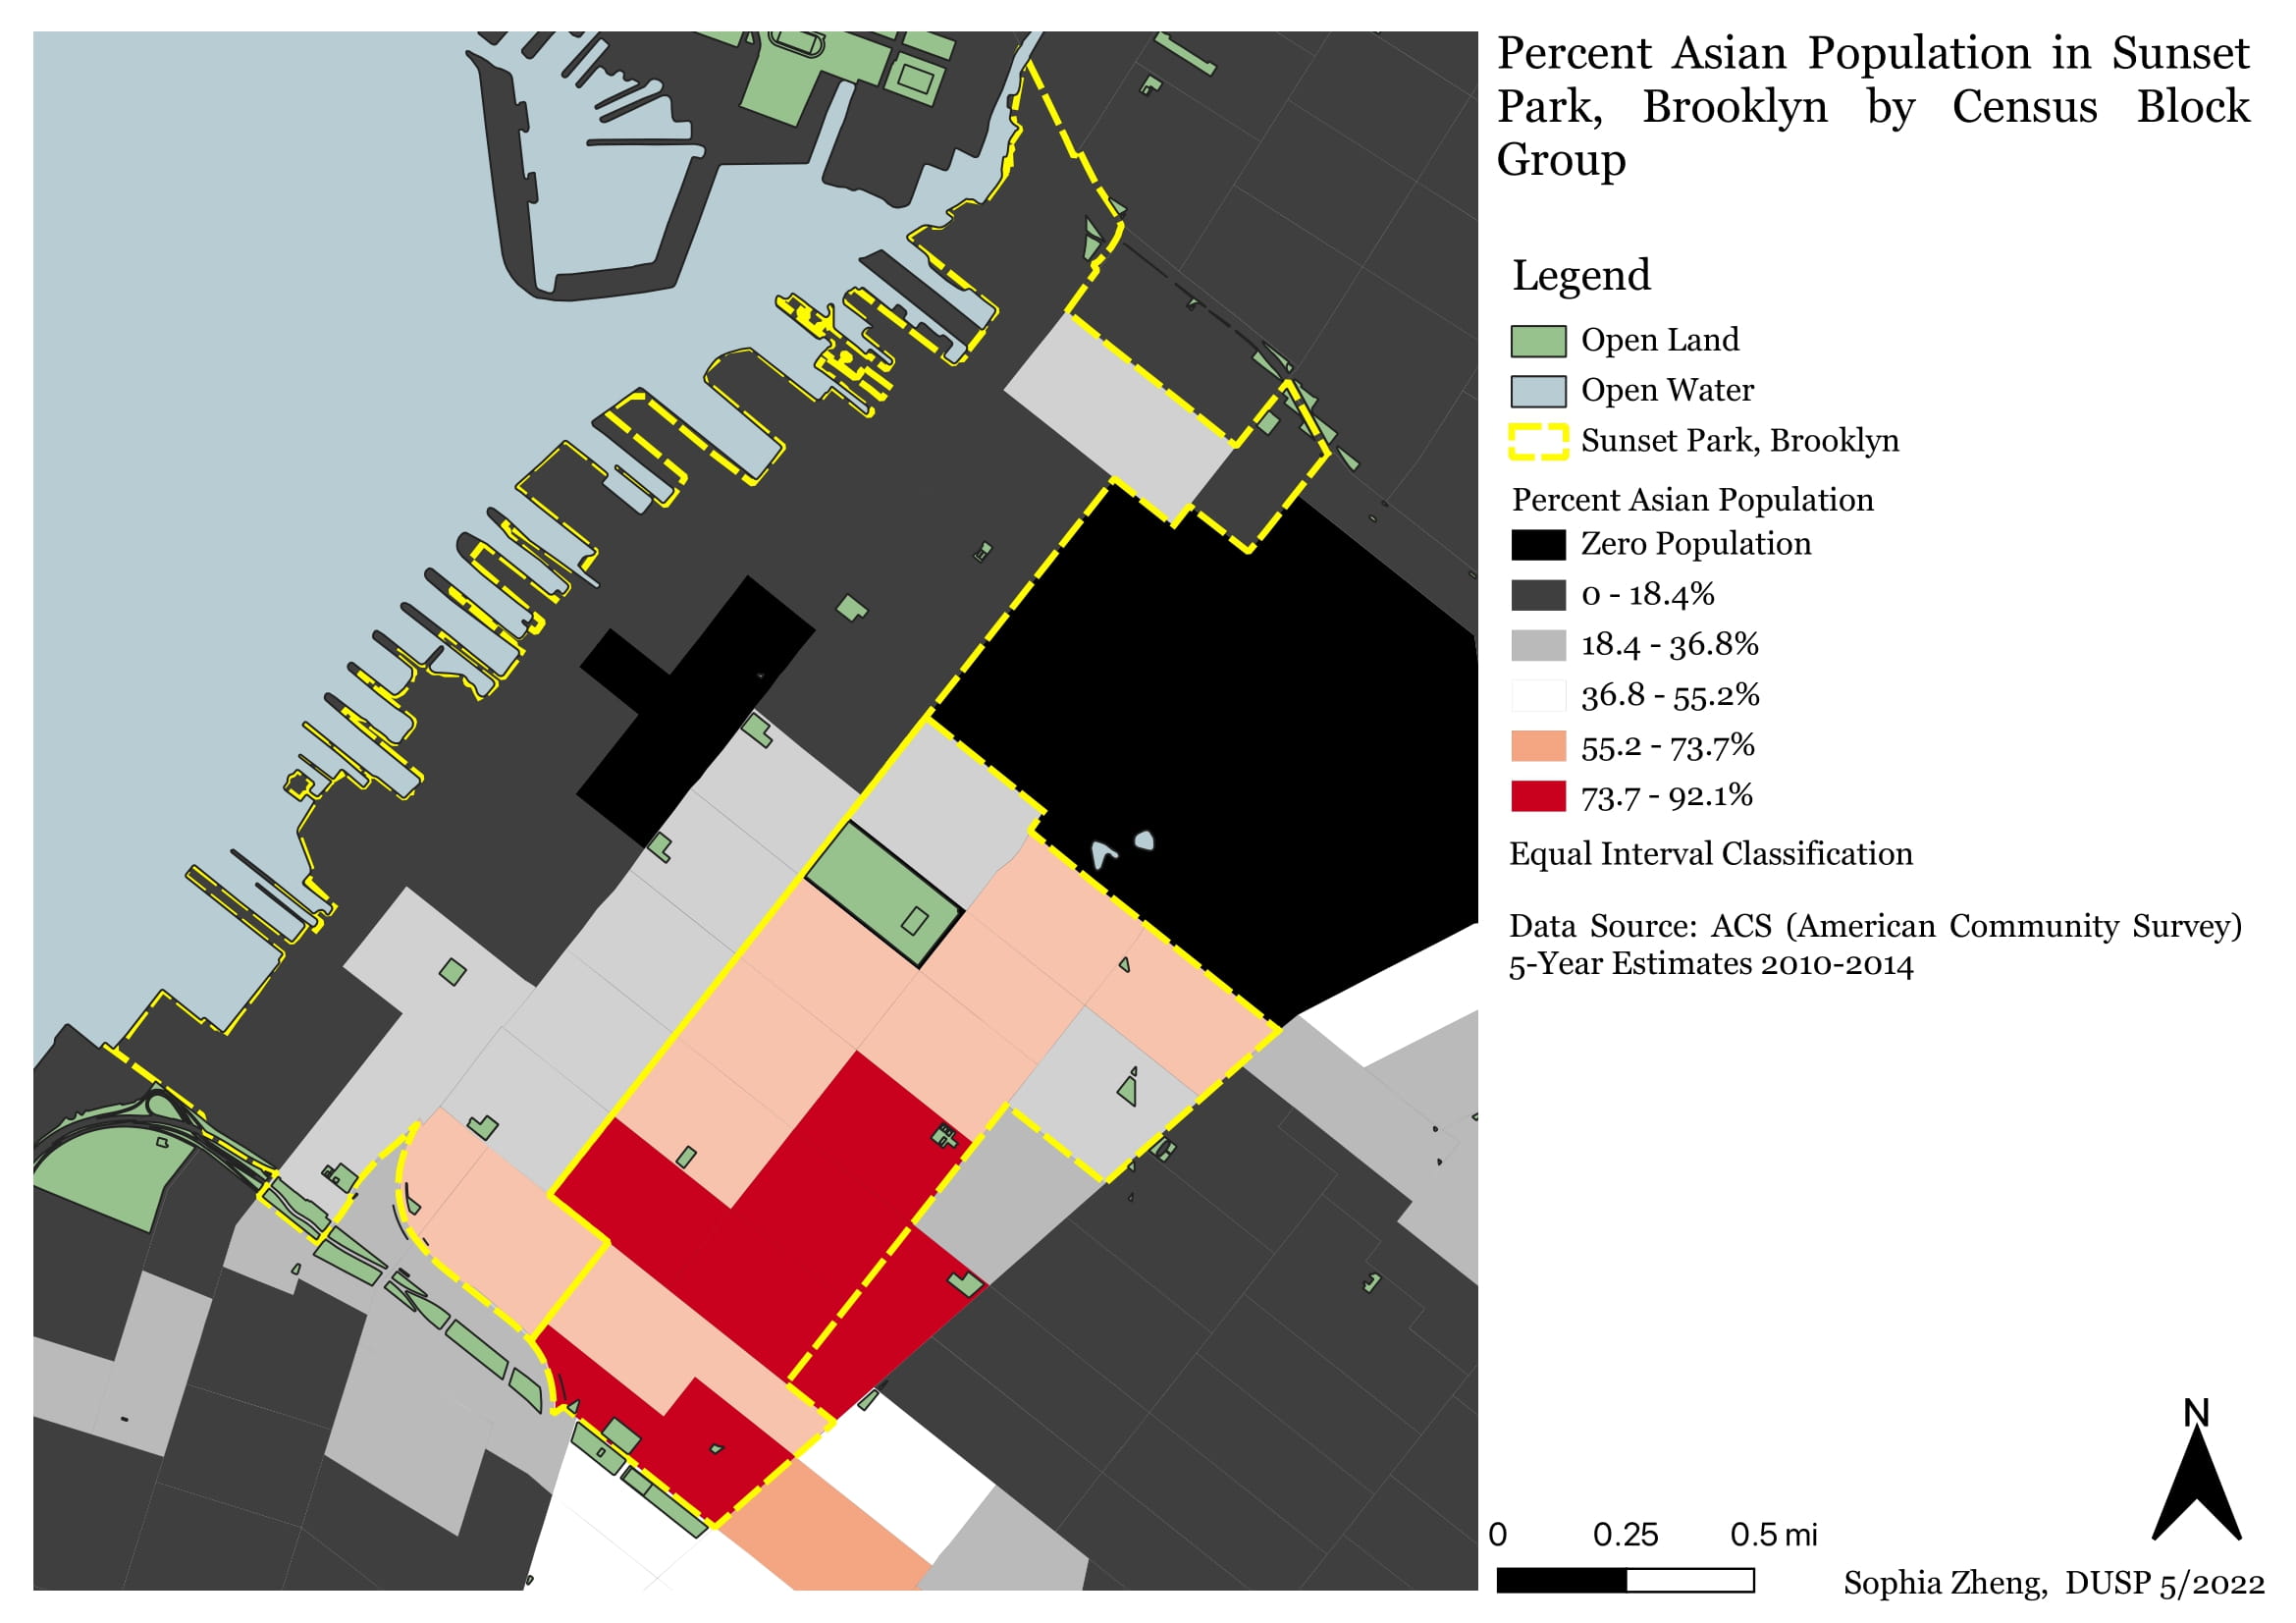 Percent Asian Population in Sunset
Park, Brooklyn by Census Block
Group
Legend
Open Land
Open Water
Sunset Park, Brooklyn
Percent Asian Population
Zero Population
0 - 18.4%
18.4 - 36.8%
36.8 - 55.2%
55.2 - 73.7%
73.7 - 92.1%
Equal Interval Classification
Data Source: ACS (American Community Survey)
5-Year Estimates 2010-2014
N
0 0.25 0.5 mi
Sophia Zheng, DUSP 5/2022